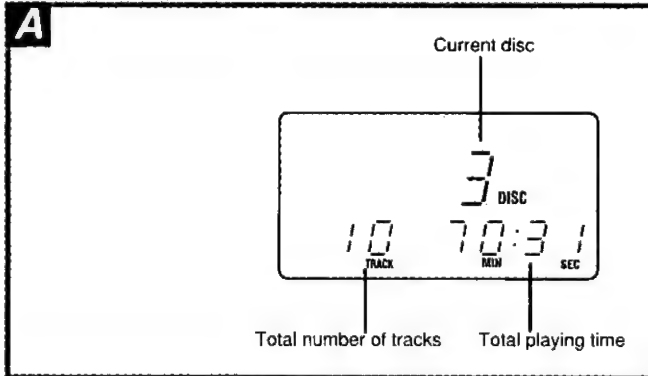 A
Current disc
3 DISC
10 TRACK 70:31 MIN SEC
Total number of tracks Total playing time